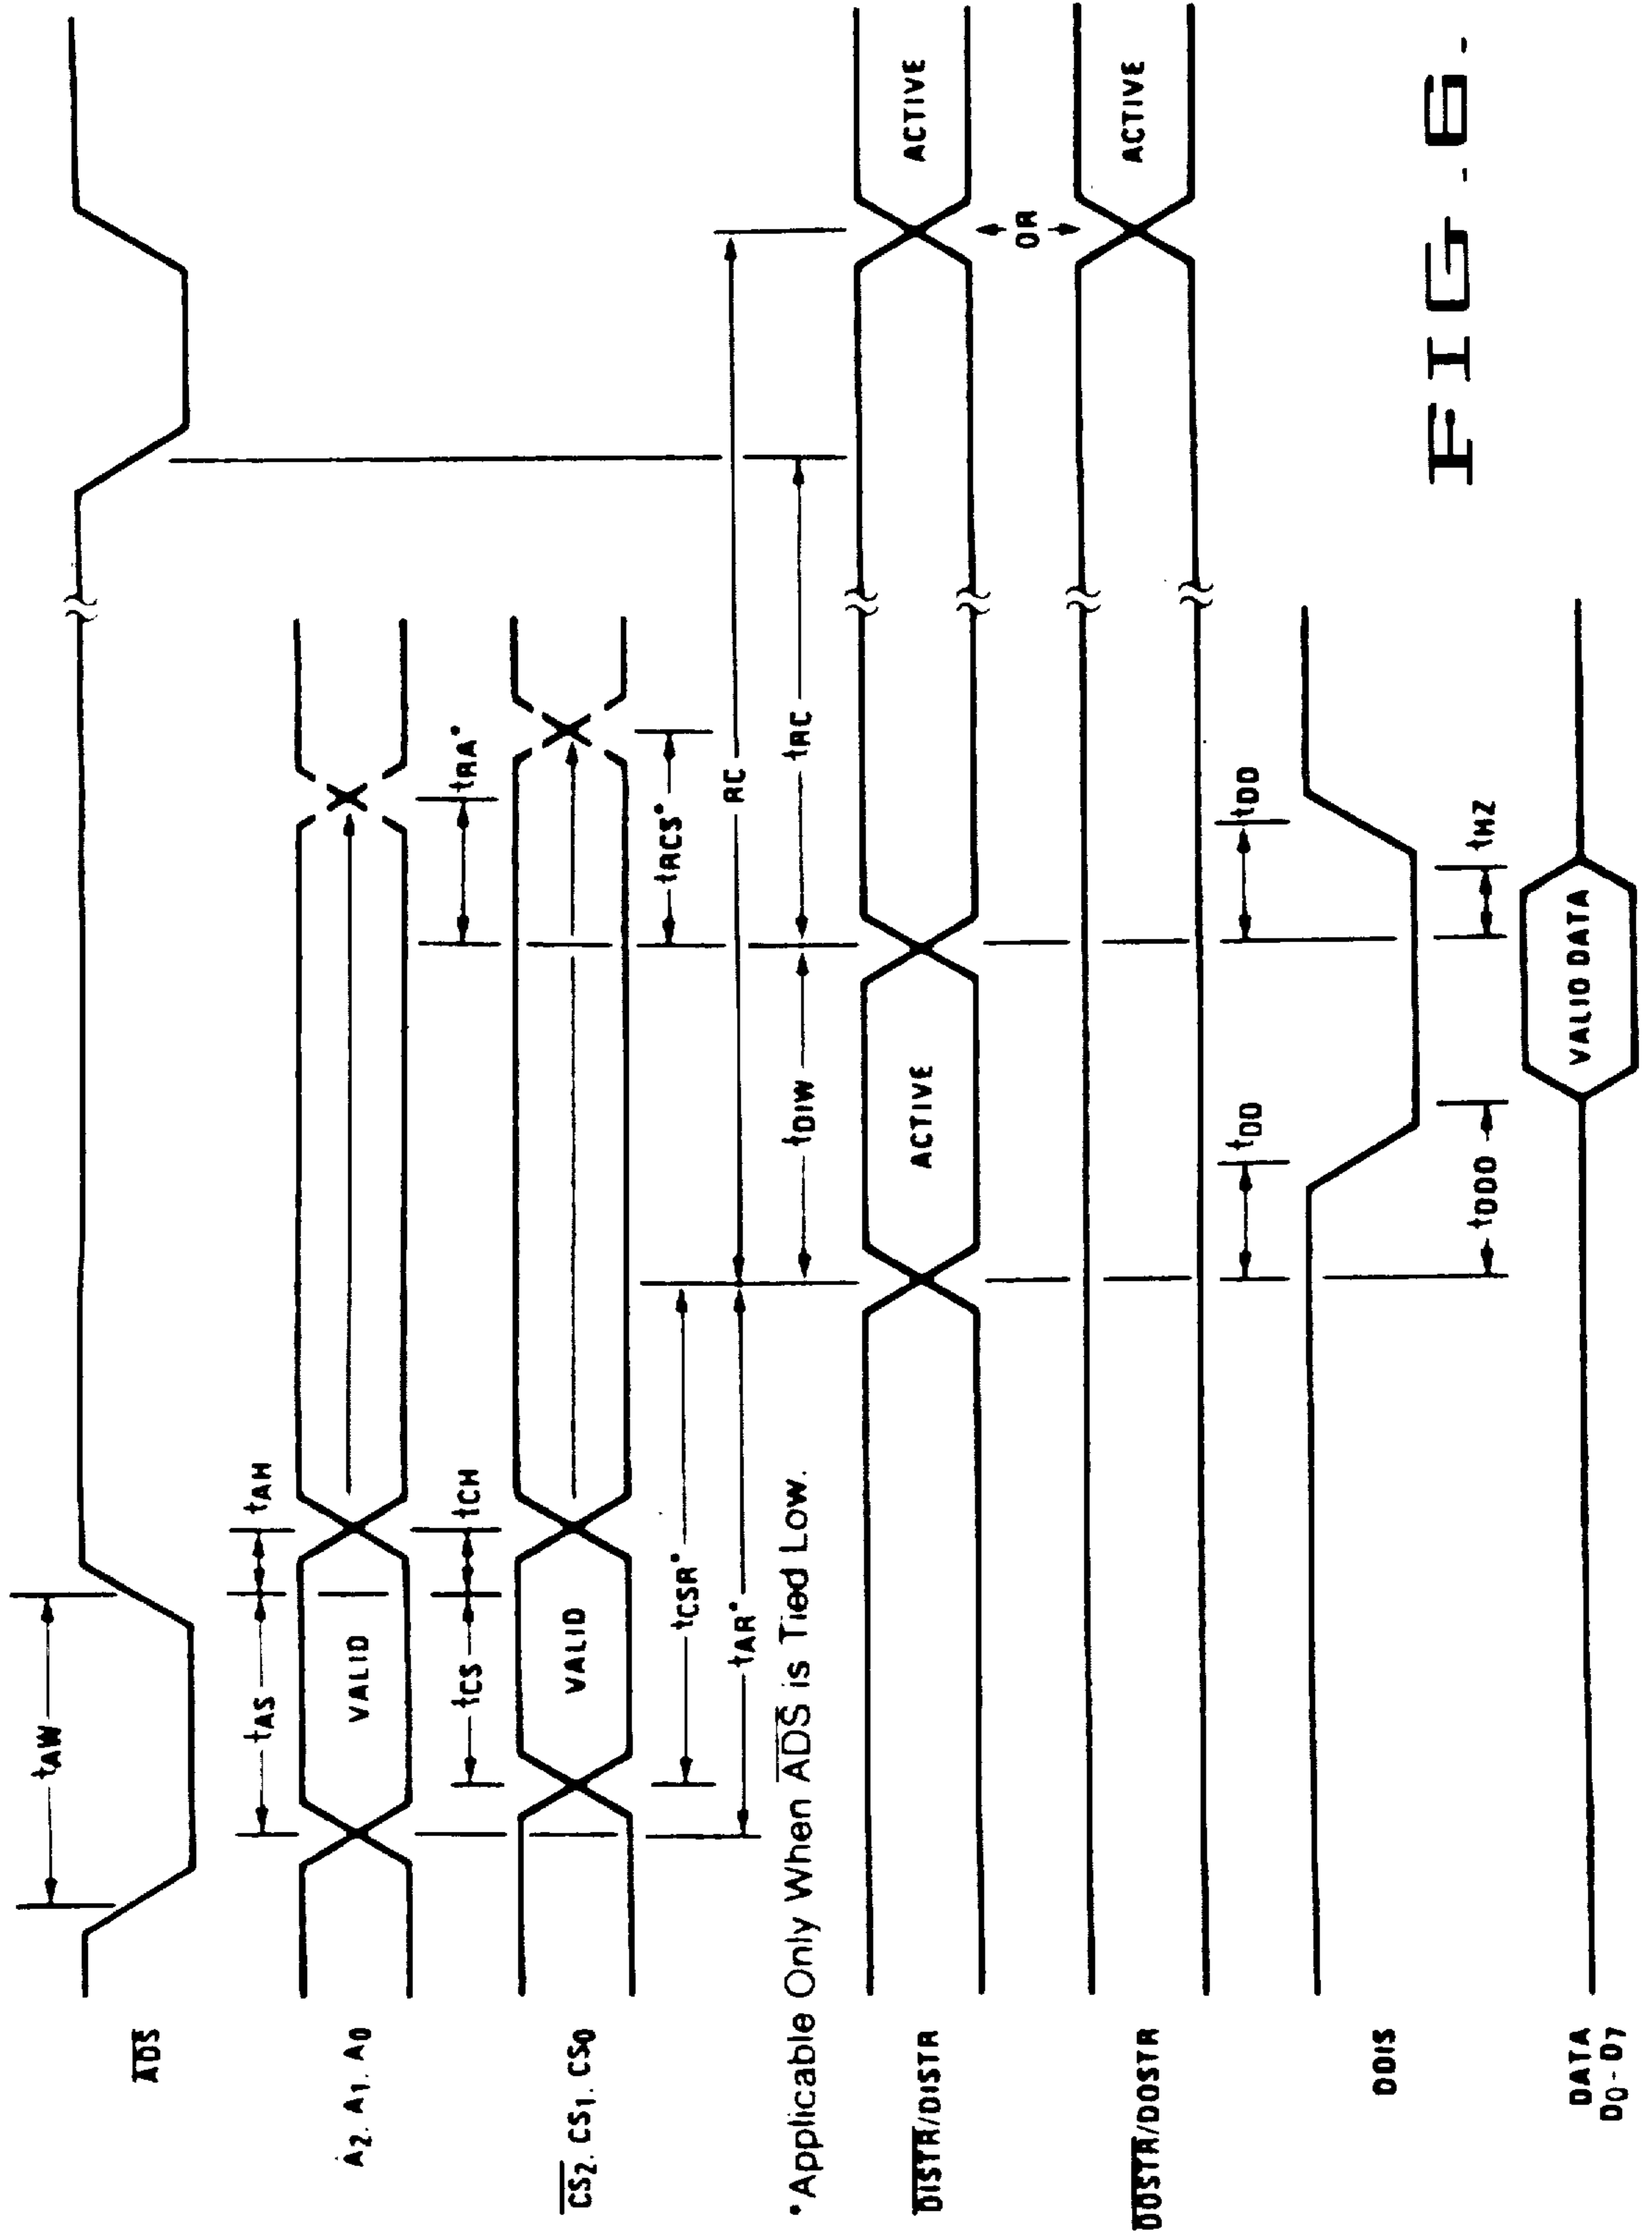 tAW
ADS
tAS
tAH
A2. A1. A0
VALID
tCS
tCH
tRA*
CS2. CS1. CS0
VALID
tCSR*
tRCS*
tAR*
RC
*Applicable Only When ADS is Tied Low.
tDIW
tRC
DISTR/DISTR
ACTIVE
ACTIVE
OR
DOSTR/DOSTR
ACTIVE
tDD
tDD
DDIS
tDDD
tHZ
DATA
D0-D7
VALID DATA
FIG. 6.